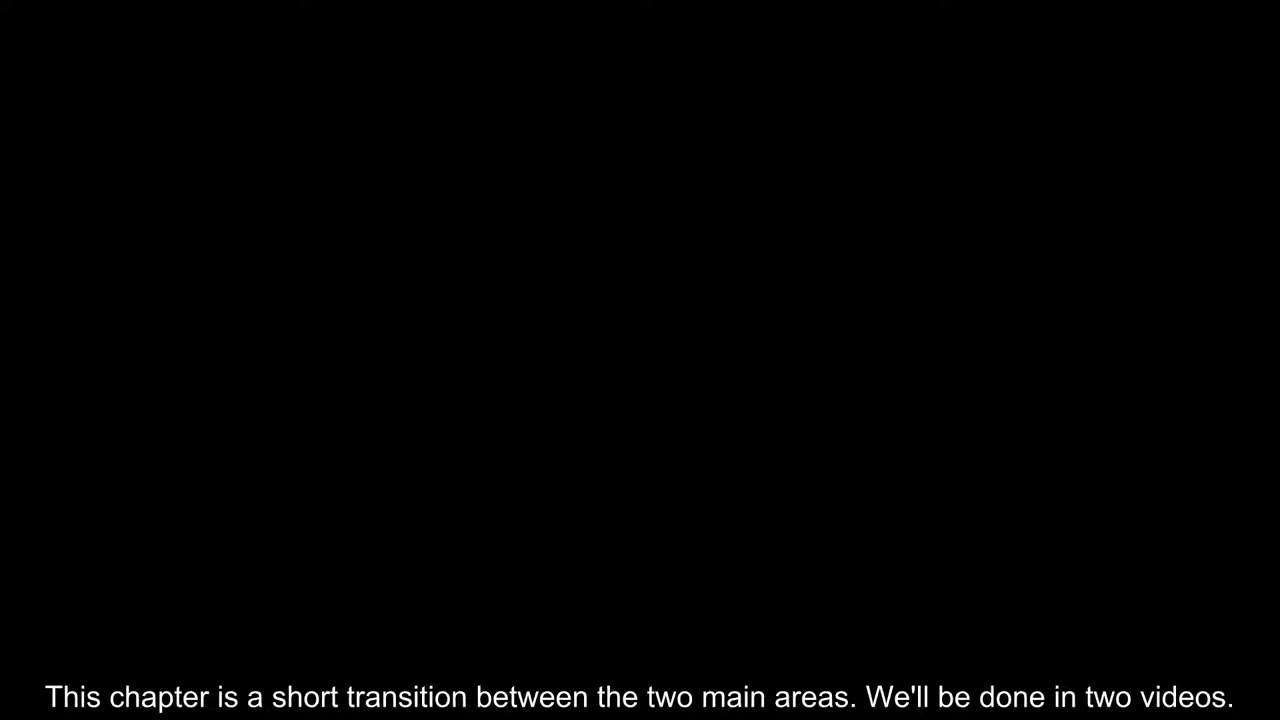 This chapter is a short transition between the two main areas. We'll be done in two videos.